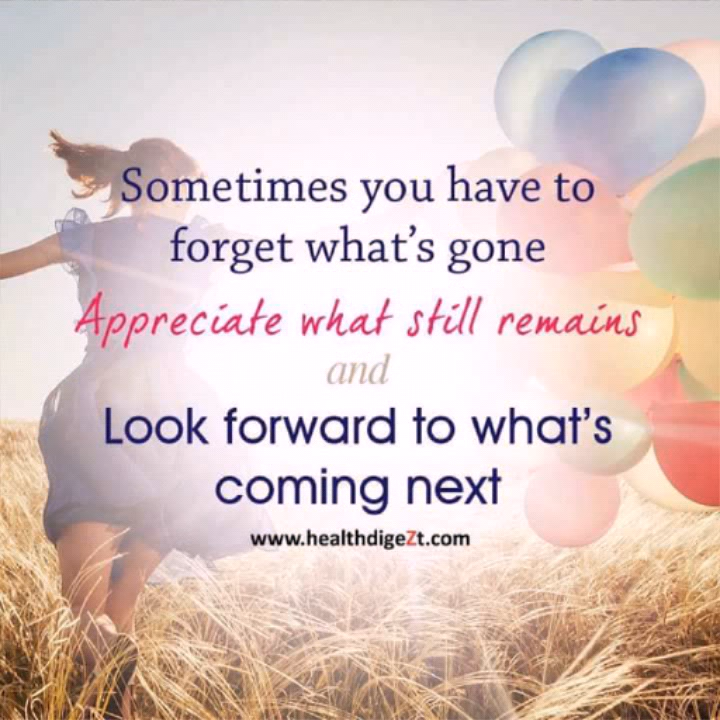 Sometimes you have to
forget what's gone
Appreciate what still remains
and
Look forward to what's
coming next
www.healthdigeZt.com